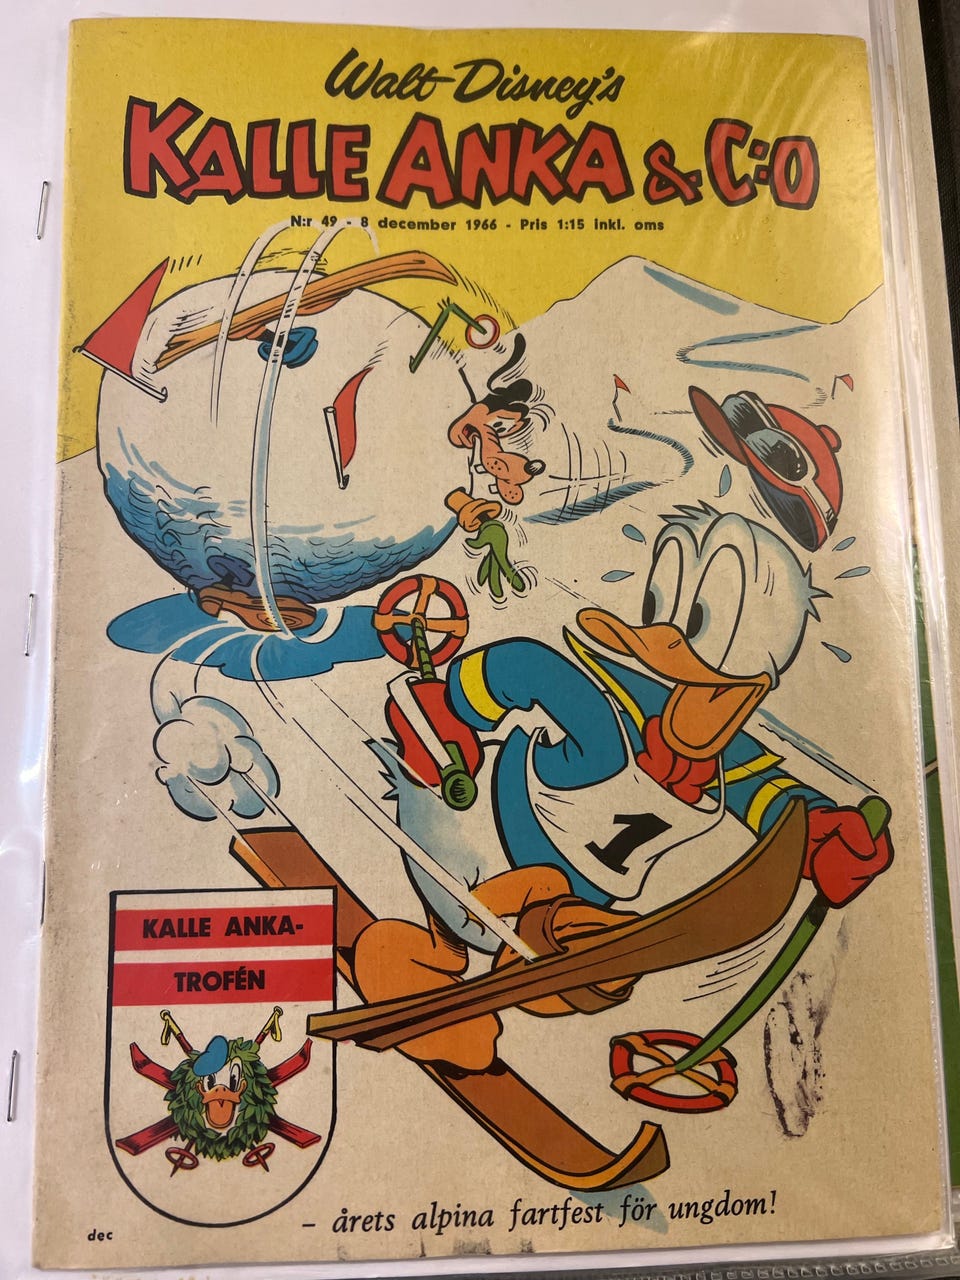 Walt Disney's
KALLE ANKA & C:O
N:r 49 - 8 december 1966 - Pris 1:15 inkl. oms
1
KALLE ANKA-
TROFÉN
- årets alpina fartfest för ungdom!
dec